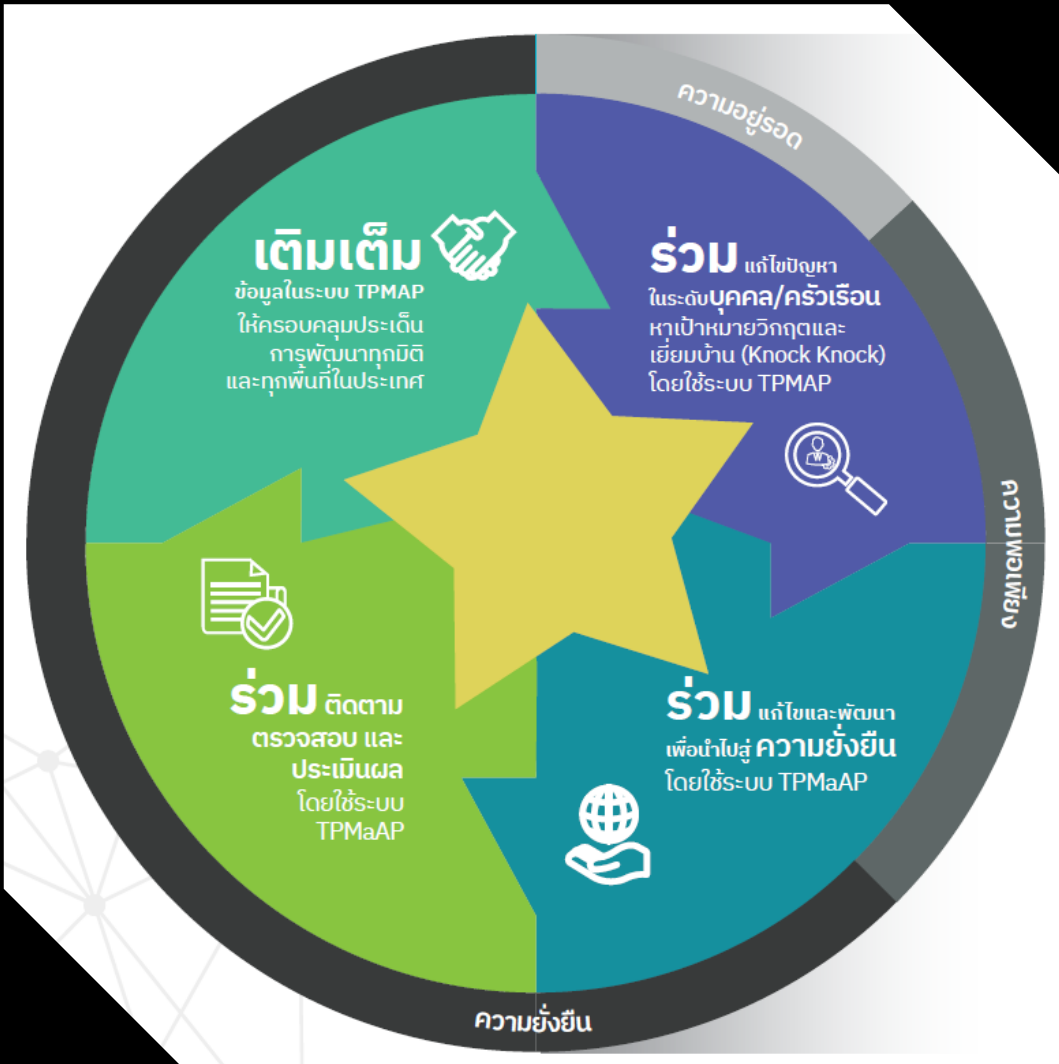 ความอยู่รอด
ร่วม แก้ไขปัญหา
ในระดับบุคคล/ครัวเรือน
หาเป้าหมายวิกฤตและ
เยี่ยมบ้าน (Knock Knock)
โดยใช้ระบบ TPMAP
ความพอเพียง
ร่วม แก้ไขและพัฒนา
เพื่อนำไปสู่ ความยั่งยืน
โดยใช้ระบบ TPMaAP
ความยั่งยืน
ร่วม ติดตาม
ตรวจสอบ และ
ประเมินผล
โดยใช้ระบบ
TPMaAP
เติมเต็ม
ข้อมูลในระบบ TPMAP
ให้ครอบคลุมประเด็น
การพัฒนาทุกมิติ
และทุกพื้นที่ในประเทศ